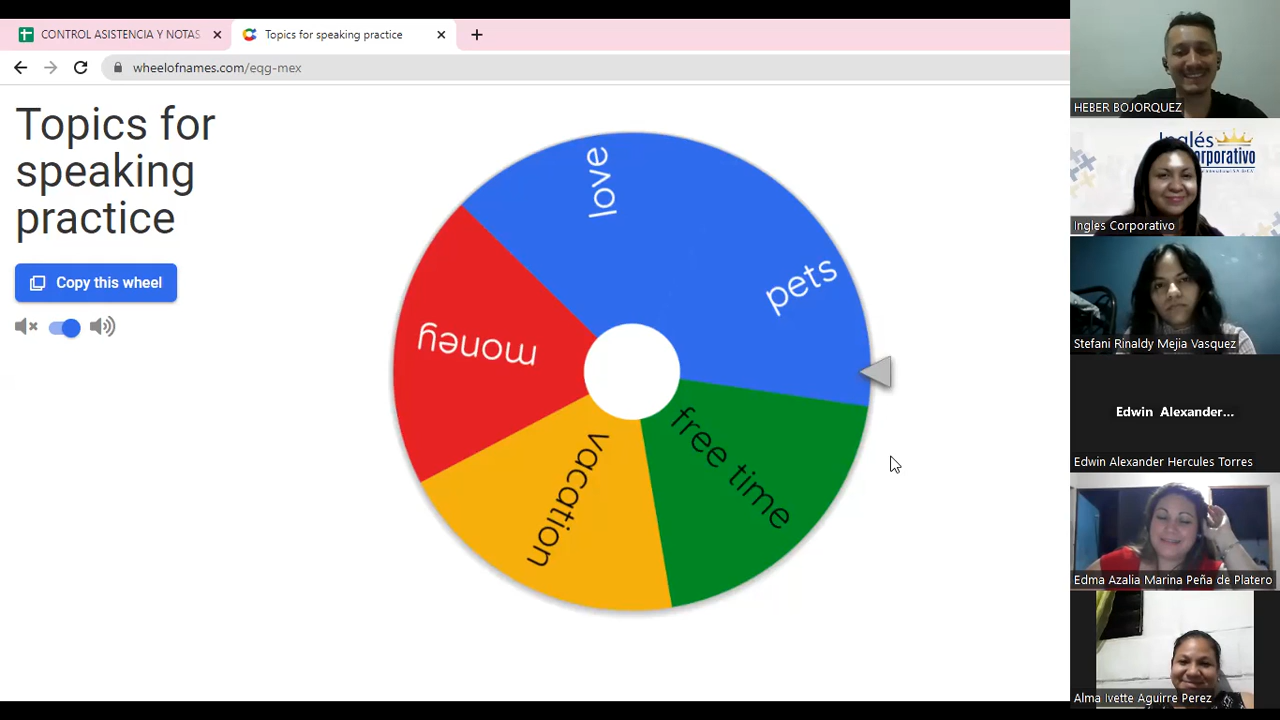 CONTROL ASISTENCIA Y NOTAS
Topics for speaking practice
wheelofnames.com/eqg-mex
Topics for
speaking
practice
Copy this wheel
love
pets
money
vacation
free time
HEBER BOJORQUEZ
Inglés
Ingles Corporativo
Stefani Rinaldy Mejia Vasquez
Edwin Alexander...
Edwin Alexander Hercules Torres
Edma Azalia Marina Peña de Platero
Alma Ivette Aguirre Perez